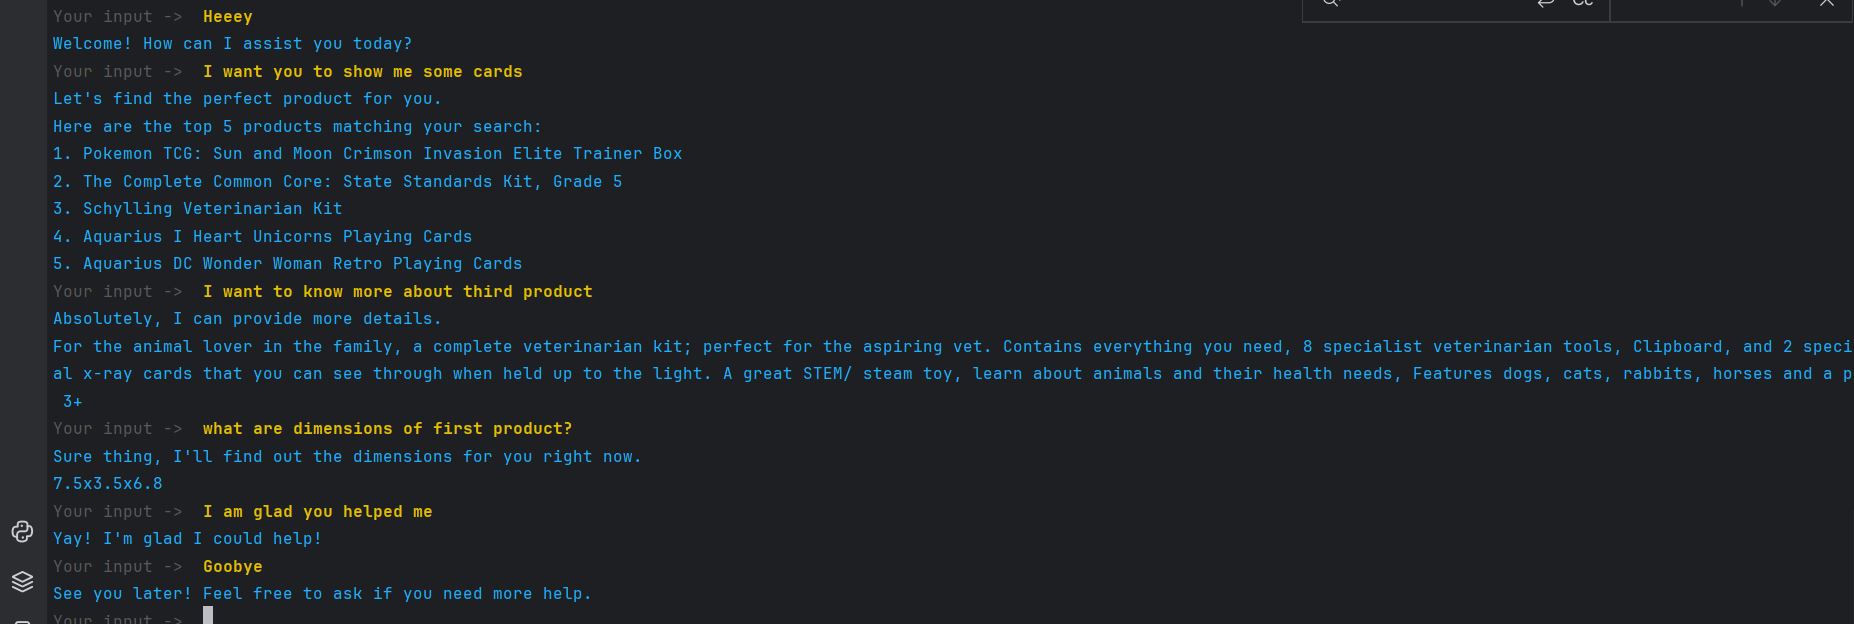 Cc
Your input ->  Heeey
Welcome! How can I assist you today?
Your input ->  I want you to show me some cards
Let's find the perfect product for you.
Here are the top 5 products matching your search:
1. Pokemon TCG: Sun and Moon Crimson Invasion Elite Trainer Box
2. The Complete Common Core: State Standards Kit, Grade 5
3. Schylling Veterinarian Kit
4. Aquarius I Heart Unicorns Playing Cards
5. Aquarius DC Wonder Woman Retro Playing Cards
Your input ->  I want to know more about third product
Absolutely, I can provide more details.
For the animal lover in the family, a complete veterinarian kit; perfect for the aspiring vet. Contains everything you need, 8 specialist veterinarian tools, Clipboard, and 2 speci
al x-ray cards that you can see through when held up to the light. A great STEM/ steam toy, learn about animals and their health needs, Features dogs, cats, rabbits, horses and a p
3+
Your input ->  what are dimensions of first product?
Sure thing, I'll find out the dimensions for you right now.
7.5x3.5x6.8
Your input ->  I am glad you helped me
Yay! I'm glad I could help!
Your input ->  Goobye
See you later! Feel free to ask if you need more help.
Your input ->